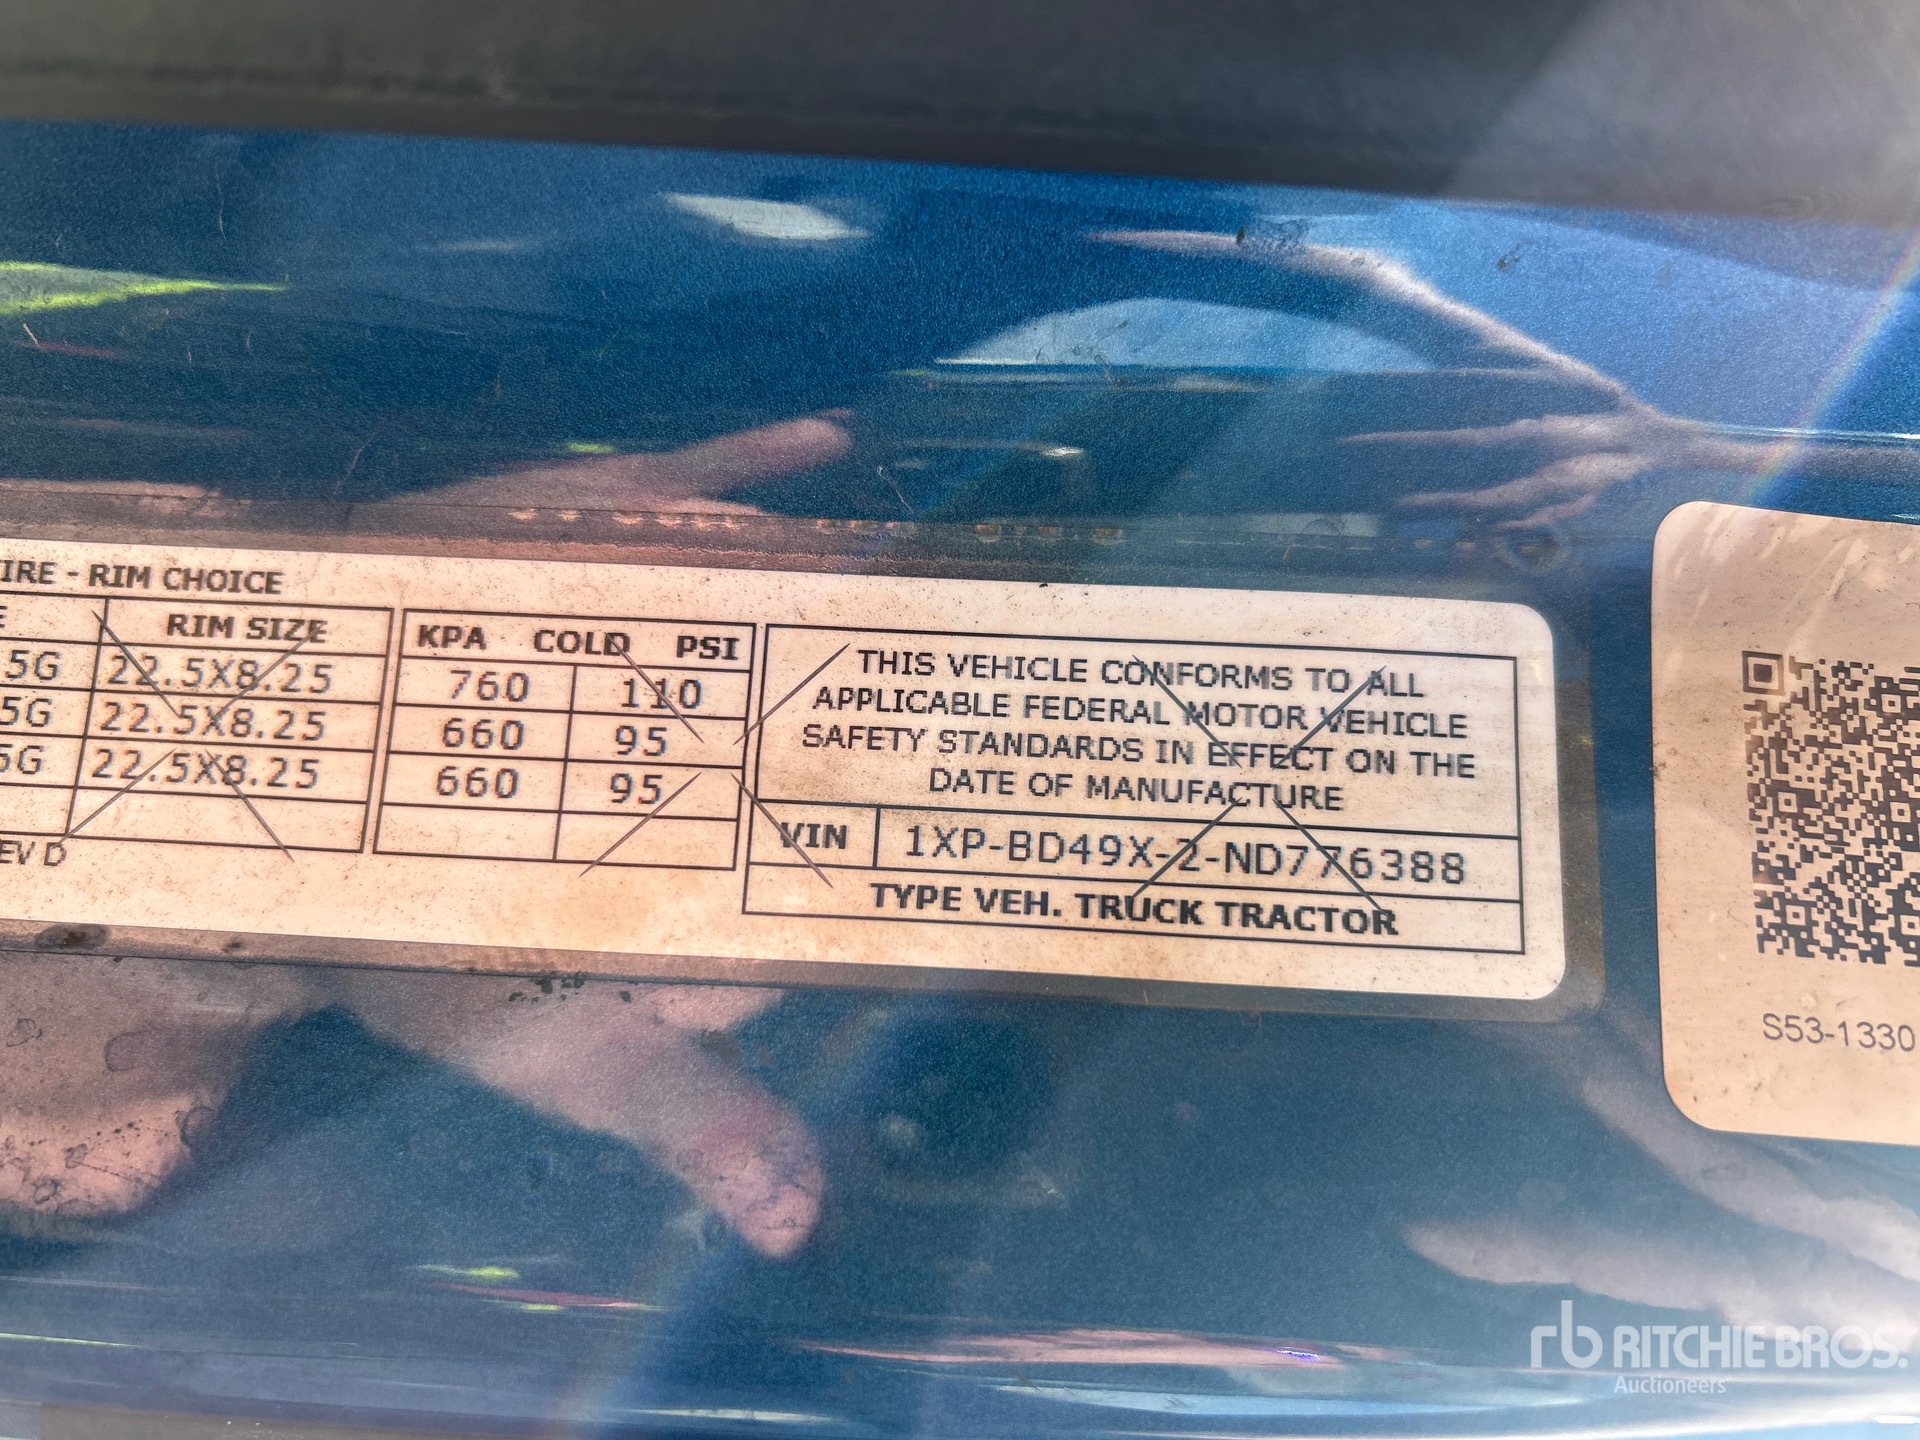 IRE - RIM CHOICE
E RIM SIZE
5G 22.5X8.25
5G 22.5X8.25
5G 22.5X8.25
EV D
KPA COLD PSI
760 110
660 95
660 95
THIS VEHICLE CONFORMS TO ALL
APPLICABLE FEDERAL MOTOR VEHICLE
SAFETY STANDARDS IN EFFECT ON THE
DATE OF MANUFACTURE
VIN 1XP-BD49X-2-ND776388
TYPE VEH. TRUCK TRACTOR
S53-1330
rb RITCHIE BROS.
Auctioneers